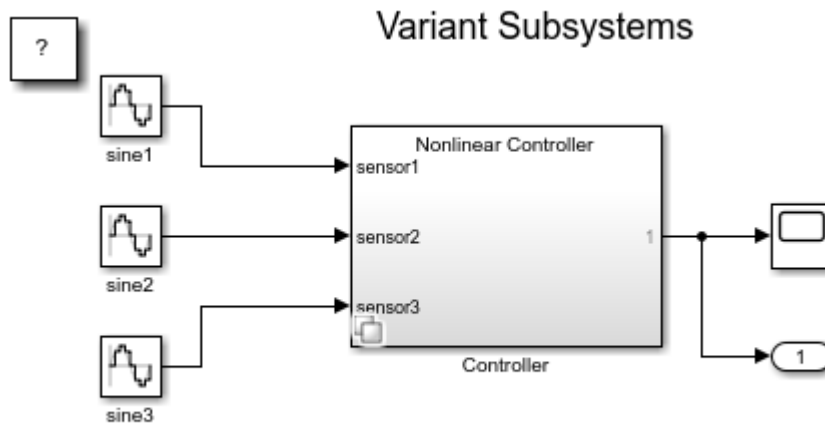 Variant Subsystems
?
sine1
Nonlinear Controller
sensor1
sensor2
1
sine2
sensor3
Controller
1
sine3